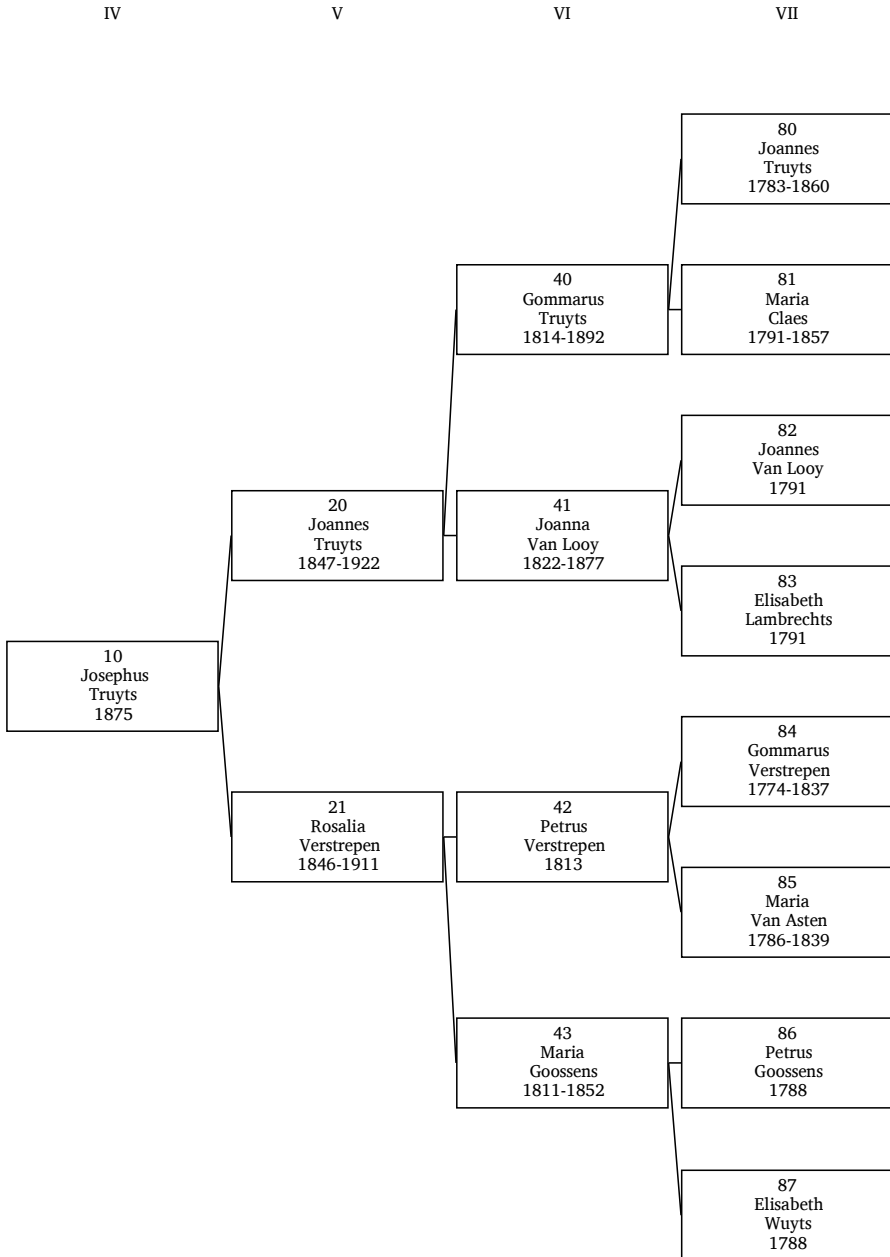 IV
V
VI
VII
80
Joannes
Truyts
1783-1860
40
Gommarus
Truyts
1814-1892
81
Maria
Claes
1791-1857
82
Joannes
Van Looy
1791
20
Joannes
Truyts
1847-1922
41
Joanna
Van Looy
1822-1877
83
Elisabeth
Lambrechts
1791
10
Josephus
Truyts
1875
84
Gommarus
Verstrepen
1774-1837
21
Rosalia
Verstrepen
1846-1911
42
Petrus
Verstrepen
1813
85
Maria
Van Asten
1786-1839
43
Maria
Goossens
1811-1852
86
Petrus
Goossens
1788
87
Elisabeth
Wuyts
1788